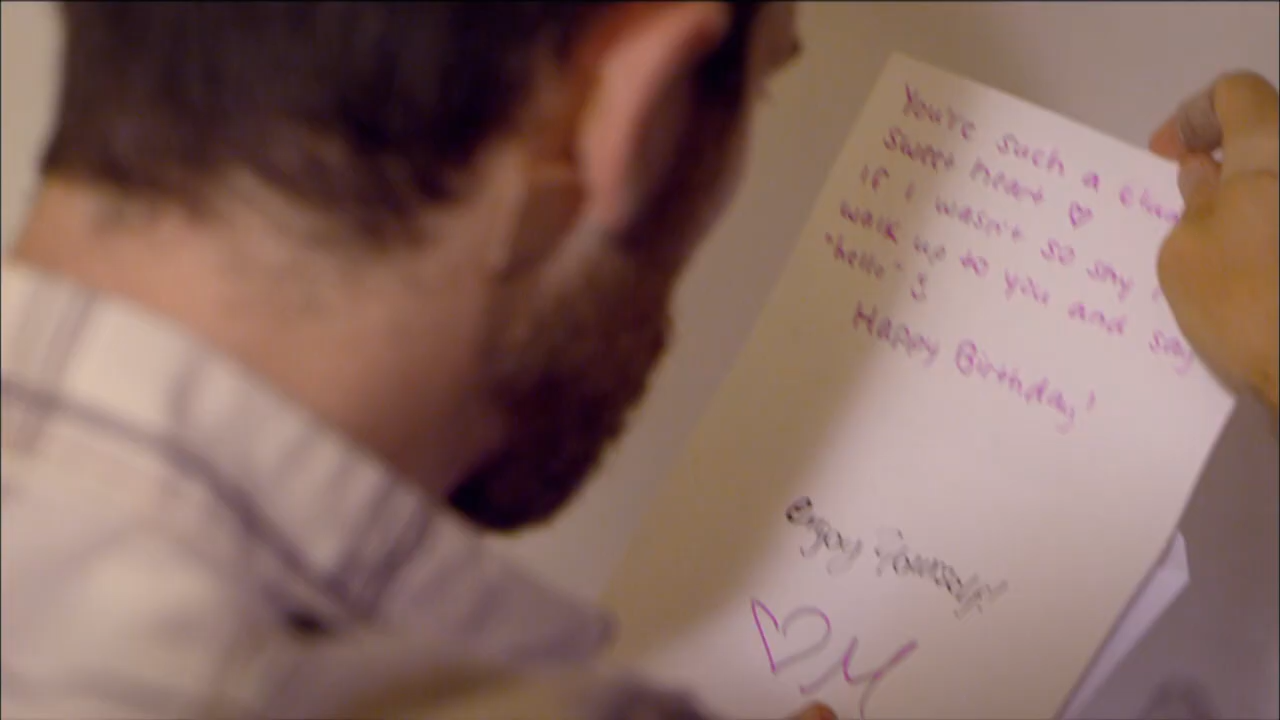 You're such a
sweet heart ♡
if i wasn't so shy
walk up to you and say
"hello" :)
Happy Birthday!
Enjoy Yourself!
♡ M